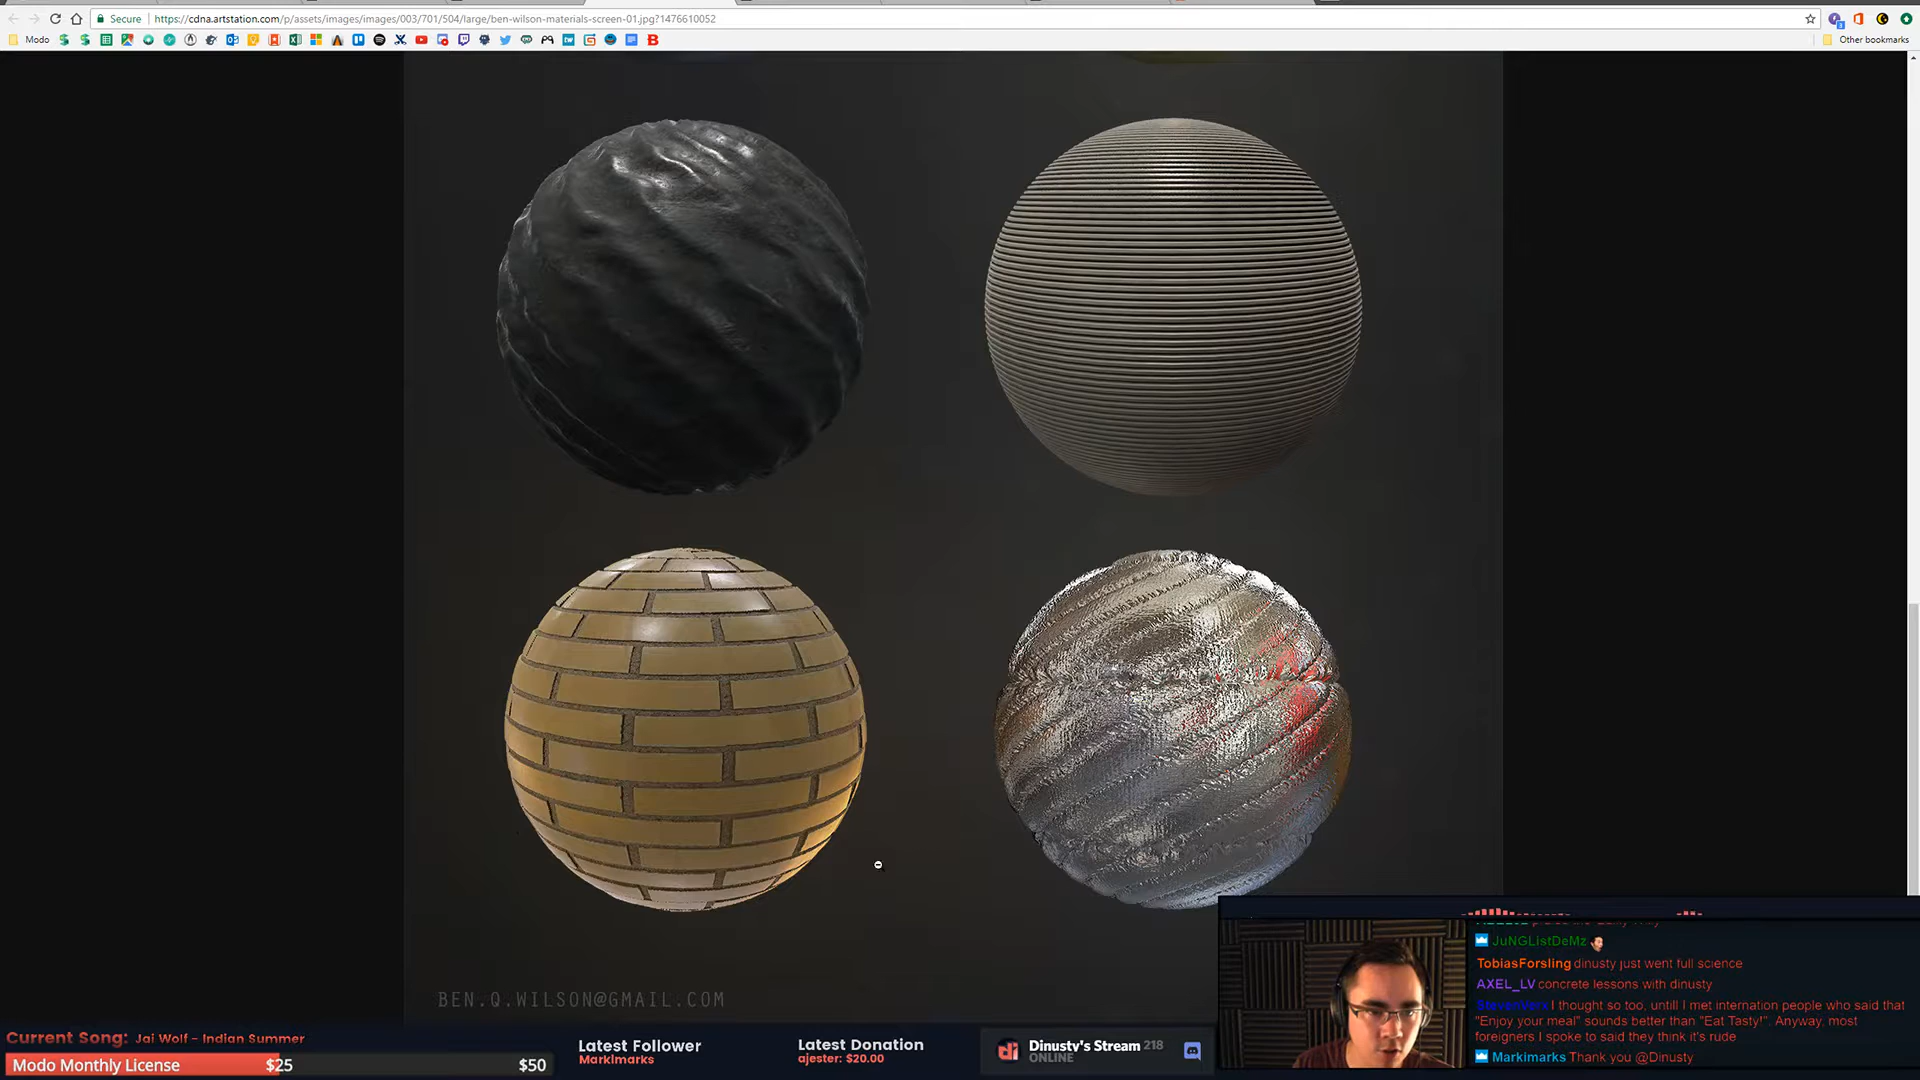 Secure https://cdna.artstation.com/p/assets/images/images/003/701/504/large/ben-wilson-materials-screen-01.jpg?1476610052
Modo
Other bookmarks
BEN.Q.WILSON@GMAIL.COM
JuNGListDeMz
TobiasForsling dinusty just went full science
AXEL_LV concrete lessons with dinusty
I thought so too, untill I met internation people who said that
"Enjoy your meal" sounds better than "Eat Tasty!". Anyway, most
foreigners I spoke to said they think it's rude
Markimarks Thank you @Dinusty
Current Song: Jai Wolf - Indian Summer
Modo Monthly License $25 $50
Latest Follower
Markimarks
Latest Donation
ajester: $20.00
Dinusty's Stream 218
ONLINE